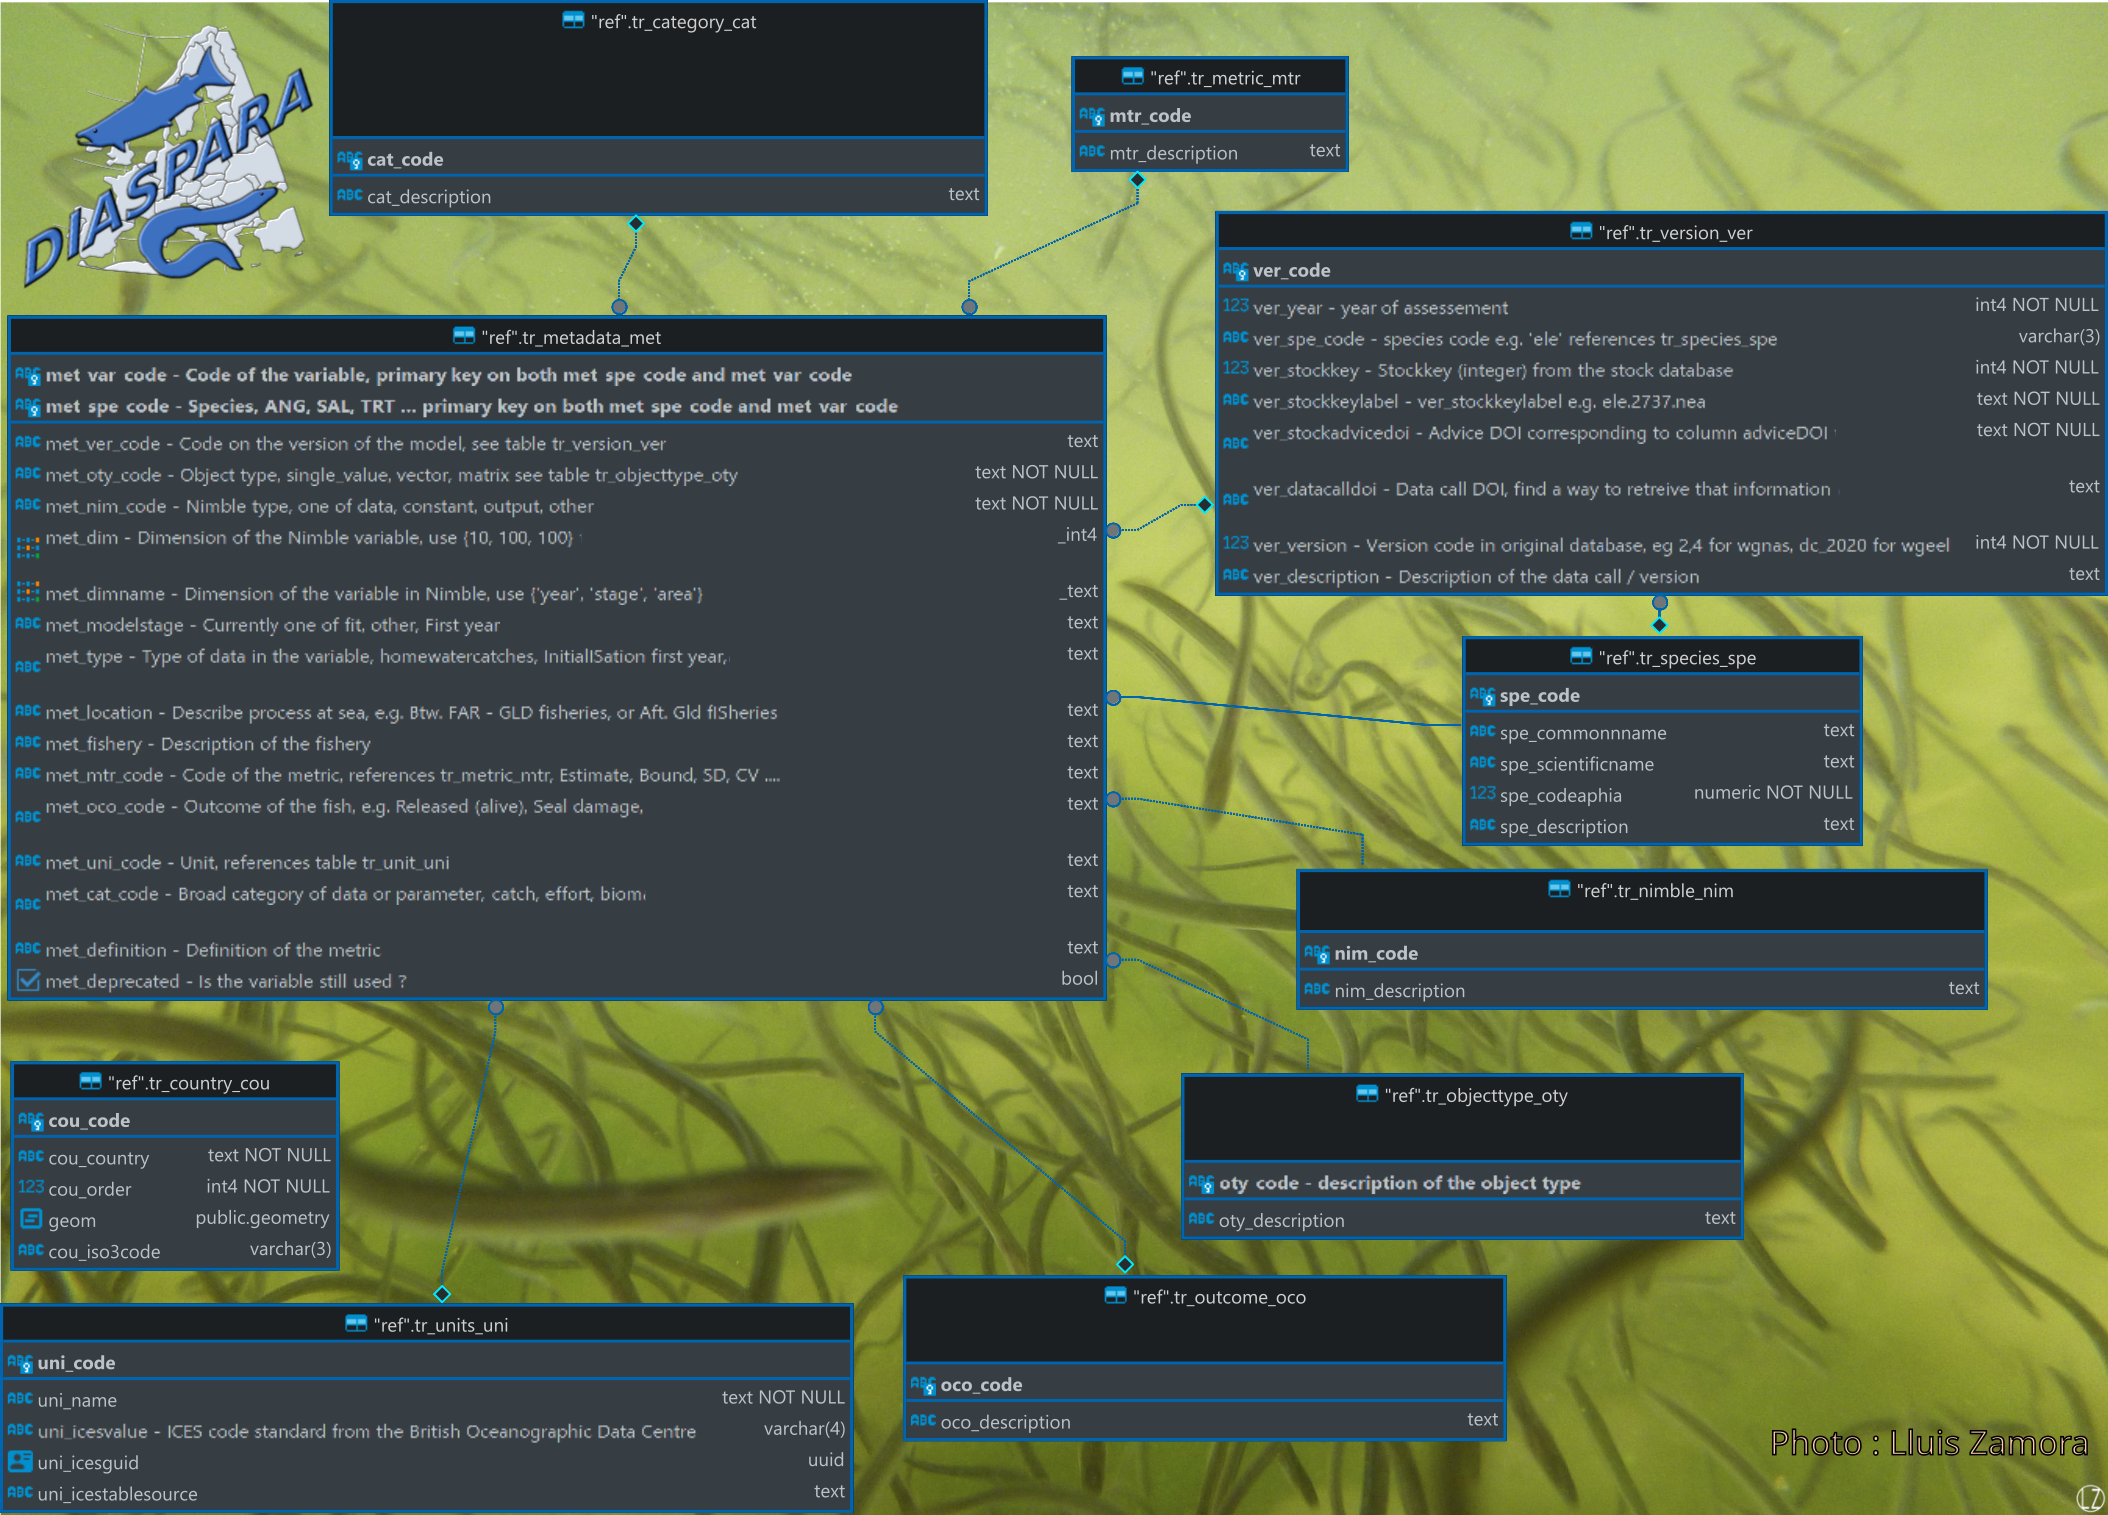 DIASPARA
"ref".tr_category_cat
cat_code
cat_description text
"ref".tr_metric_mtr
mtr_code
mtr_description text
"ref".tr_version_ver
ver_code
ver_year - year of assessement int4 NOT NULL
ver_spe_code - species code e.g. 'ele' references tr_species_spe varchar(3)
ver_stockkey - Stockkey (integer) from the stock database int4 NOT NULL
ver_stockkeylabel - ver_stockkeylabel e.g. ele.2737.nea text NOT NULL
ver_stockadvicedoi - Advice DOI corresponding to column adviceDOI text NOT NULL
ver_datacalldoi - Data call DOI, find a way to retreive that information text
ver_version - Version code in original database, eg 2,4 for wgnas, dc_2020 for wgeel int4 NOT NULL
ver_description - Description of the data call / version text
"ref".tr_metadata_met
met_var_code - Code of the variable, primary key on both met_spe_code and met_var_code
met_spe_code - Species, ANG, SAL, TRT ... primary key on both met_spe_code and met_var_code
met_ver_code - Code on the version of the model, see table tr_version_ver text
met_oty_code - Object type, single_value, vector, matrix see table tr_objecttype_oty text NOT NULL
met_nim_code - Nimble type, one of data, constant, output, other text NOT NULL
met_dim - Dimension of the Nimble variable, use {10, 100, 100} _int4
met_dimname - Dimension of the variable in Nimble, use {'year', 'stage', 'area'} _text
met_modelstage - Currently one of fit, other, First year text
met_type - Type of data in the variable, homewatercatches, InitialISation first year, text
met_location - Describe process at sea, e.g. Btw. FAR - GLD fisheries, or Aft. Gld fISheries text
met_fishery - Description of the fishery text
met_mtr_code - Code of the metric, references tr_metric_mtr, Estimate, Bound, SD, CV .... text
met_oco_code - Outcome of the fish, e.g. Released (alive), Seal damage, text
met_uni_code - Unit, references table tr_unit_uni text
met_cat_code - Broad category of data or parameter, catch, effort, biom text
met_definition - Definition of the metric text
met_deprecated - Is the variable still used ? bool
"ref".tr_species_spe
spe_code
spe_commonnname text
spe_scientificname text
spe_codeaphia numeric NOT NULL
spe_description text
"ref".tr_nimble_nim
nim_code
nim_description text
"ref".tr_objecttype_oty
oty_code - description of the object type
oty_description text
"ref".tr_country_cou
cou_code
cou_country text NOT NULL
cou_order int4 NOT NULL
geom public.geometry
cou_iso3code varchar(3)
"ref".tr_units_uni
uni_code
uni_name text NOT NULL
uni_icesvalue - ICES code standard from the British Oceanographic Data Centre varchar(4)
uni_icesguid uuid
uni_icestablesource text
"ref".tr_outcome_oco
oco_code
oco_description text
Photo : Lluis Zamora
LZ